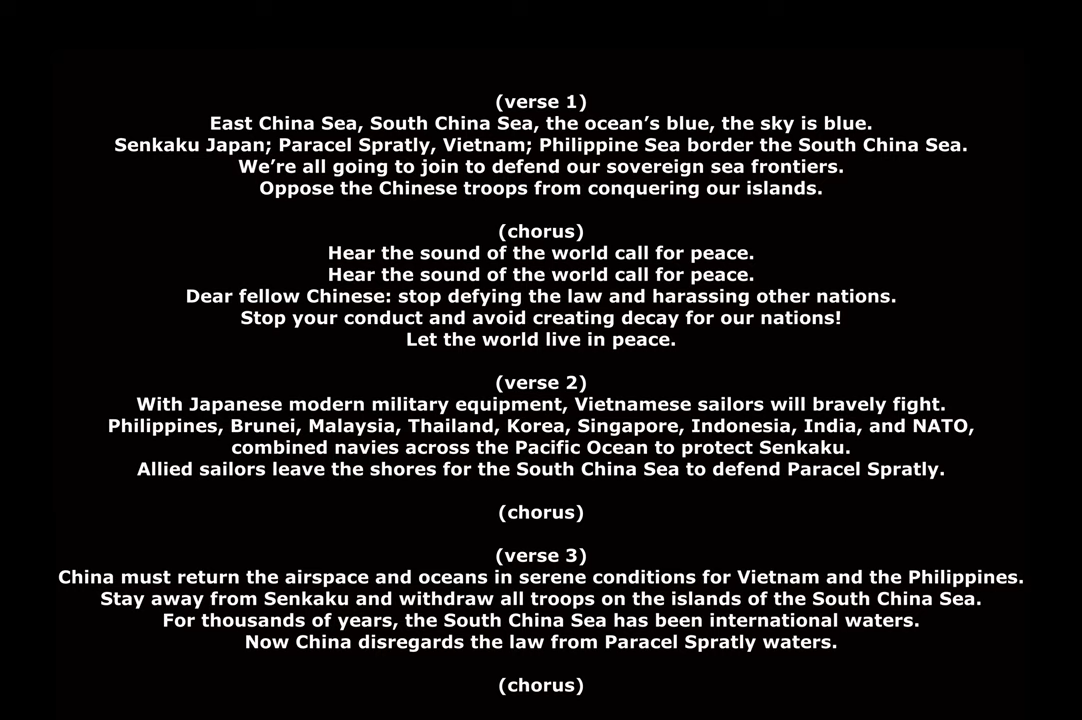 (verse 1)
East China Sea, South China Sea, the ocean’s blue, the sky is blue.
Senkaku Japan; Paracel Spratly, Vietnam; Philippine Sea border the South China Sea.
We’re all going to join to defend our sovereign sea frontiers.
Oppose the Chinese troops from conquering our islands.
(chorus)
Hear the sound of the world call for peace.
Hear the sound of the world call for peace.
Dear fellow Chinese: stop defying the law and harassing other nations.
Stop your conduct and avoid creating decay for our nations!
Let the world live in peace.
(verse 2)
With Japanese modern military equipment, Vietnamese sailors will bravely fight.
Philippines, Brunei, Malaysia, Thailand, Korea, Singapore, Indonesia, India, and NATO,
combined navies across the Pacific Ocean to protect Senkaku.
Allied sailors leave the shores for the South China Sea to defend Paracel Spratly.
(chorus)
(verse 3)
China must return the airspace and oceans in serene conditions for Vietnam and the Philippines.
Stay away from Senkaku and withdraw all troops on the islands of the South China Sea.
For thousands of years, the South China Sea has been international waters.
Now China disregards the law from Paracel Spratly waters.
(chorus)